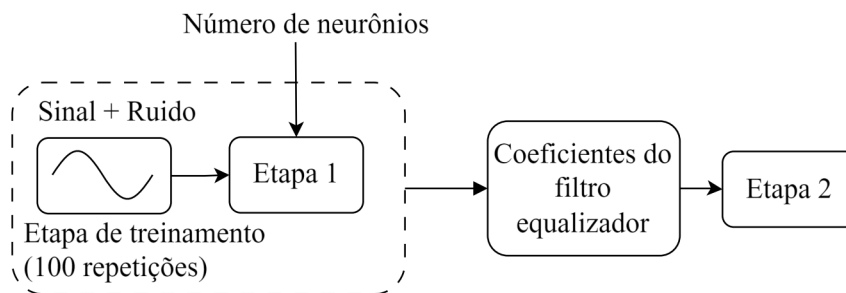 Número de neurônios
Sinal + Ruido
Etapa 1
Etapa de treinamento
(100 repetições)
Coeficientes do
filtro
equalizador
Etapa 2